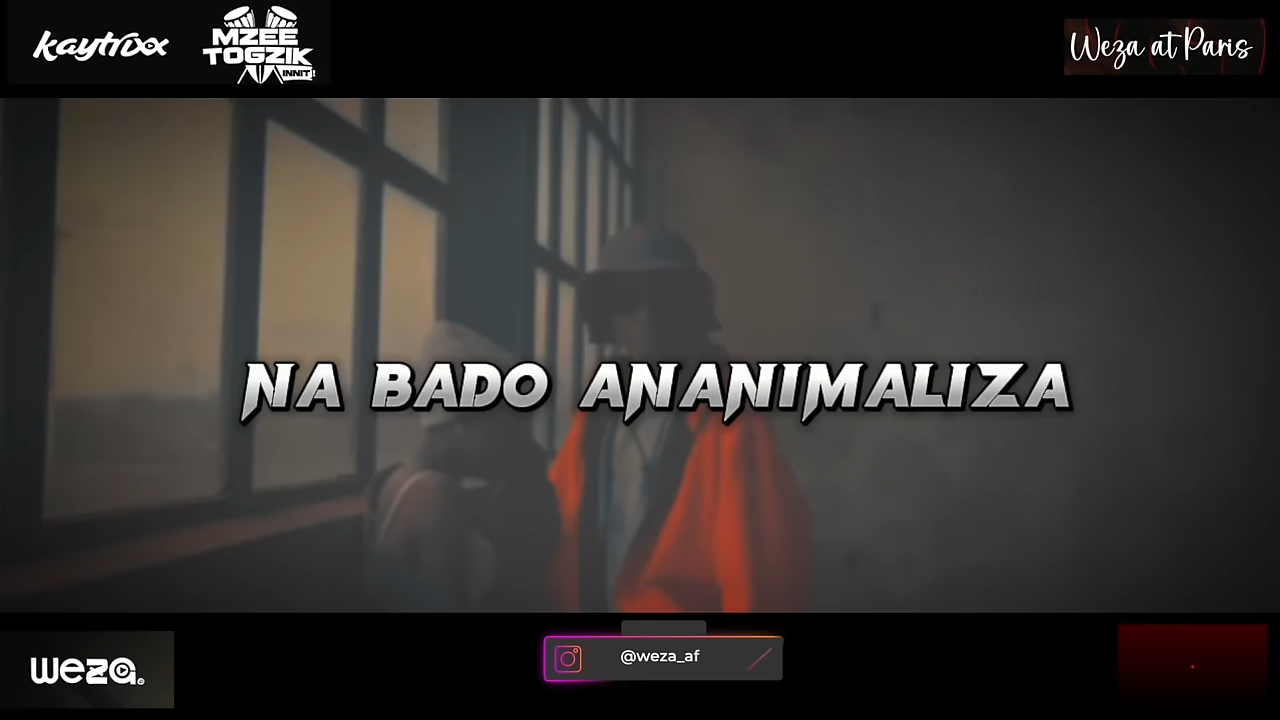 kaytrixx
MZEE
TOGZIK
INNIT!
Weza at Paris
NA BADO ANANIMALIZA
weza
@weza_af